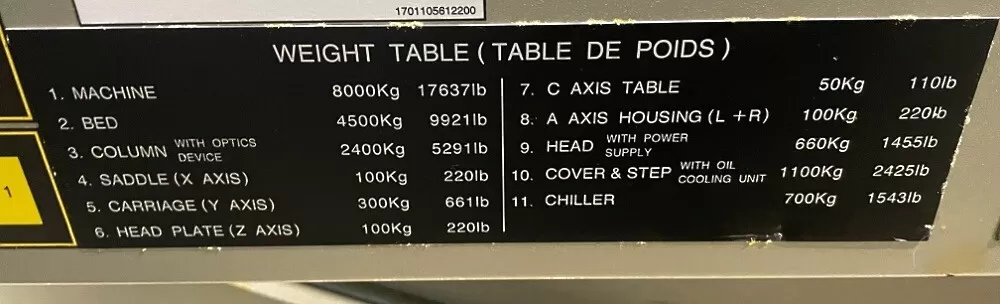 1701105612200
WEIGHT TABLE ( TABLE DE POIDS )
1. MACHINE 8000Kg 17637lb
2. BED 4500Kg 9921lb
3. COLUMN WITH OPTICS DEVICE 2400Kg 5291lb
4. SADDLE (X AXIS) 100Kg 220lb
5. CARRIAGE (Y AXIS) 300Kg 661lb
6. HEAD PLATE (Z AXIS) 100Kg 220lb
7. C AXIS TABLE 50Kg 110lb
8. A AXIS HOUSING (L +R) 100Kg 220lb
9. HEAD WITH POWER SUPPLY 660Kg 1455lb
10. COVER & STEP WITH OIL COOLING UNIT 1100Kg 2425lb
11. CHILLER 700Kg 1543lb
1